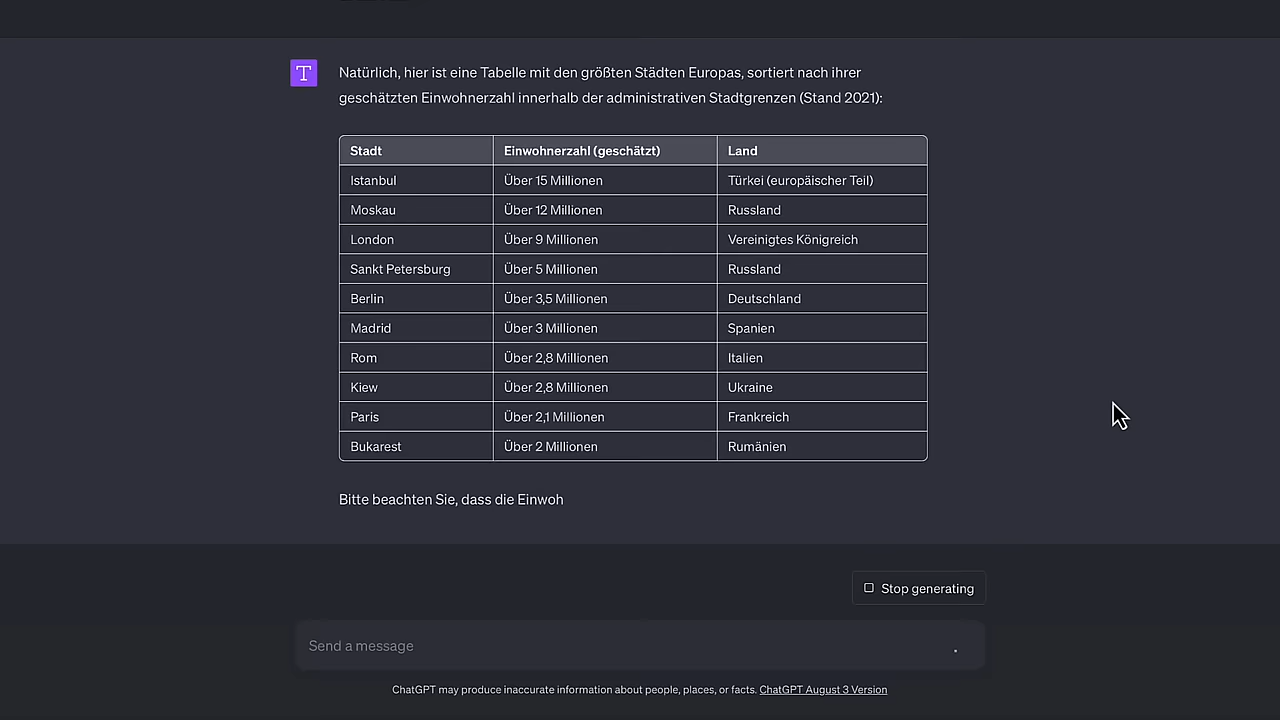 T
Natürlich, hier ist eine Tabelle mit den größten Städten Europas, sortiert nach ihrer
geschätzten Einwohnerzahl innerhalb der administrativen Stadtgrenzen (Stand 2021):
Stadt Einwohnerzahl (geschätzt) Land
Istanbul Über 15 Millionen Türkei (europäischer Teil)
Moskau Über 12 Millionen Russland
London Über 9 Millionen Vereinigtes Königreich
Sankt Petersburg Über 5 Millionen Russland
Berlin Über 3,5 Millionen Deutschland
Madrid Über 3 Millionen Spanien
Rom Über 2,8 Millionen Italien
Kiew Über 2,8 Millionen Ukraine
Paris Über 2,1 Millionen Frankreich
Bukarest Über 2 Millionen Rumänien
Bitte beachten Sie, dass die Einwoh
Stop generating
Send a message
ChatGPT may produce inaccurate information about people, places, or facts. ChatGPT August 3 Version